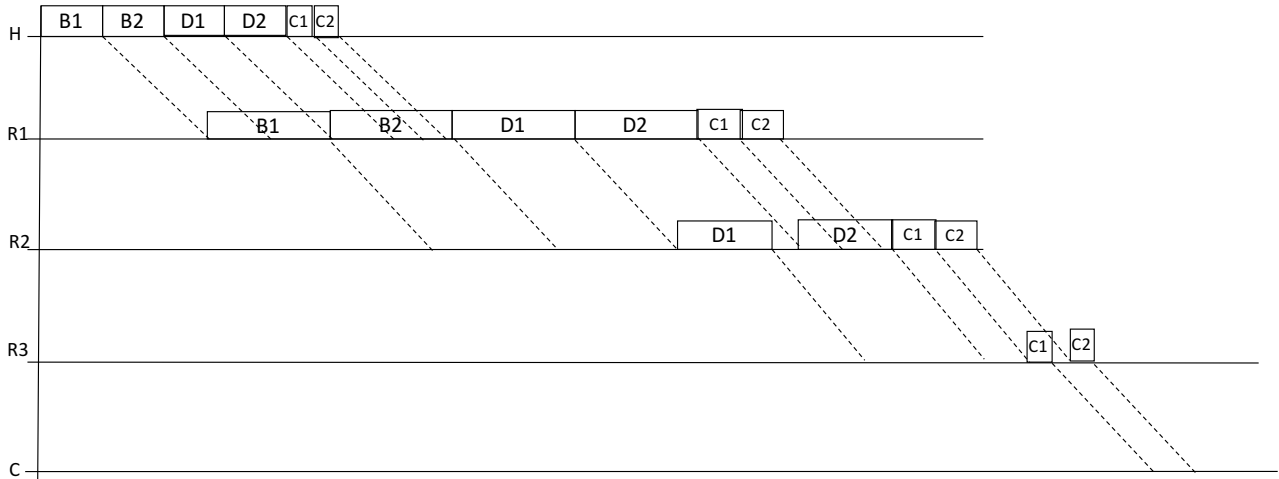 B1 B2 D1 D2 C1 C2
H
R1 B1 B2 D1 D2 C1 C2
R2 D1 D2 C1 C2
R3 C1 C2
C